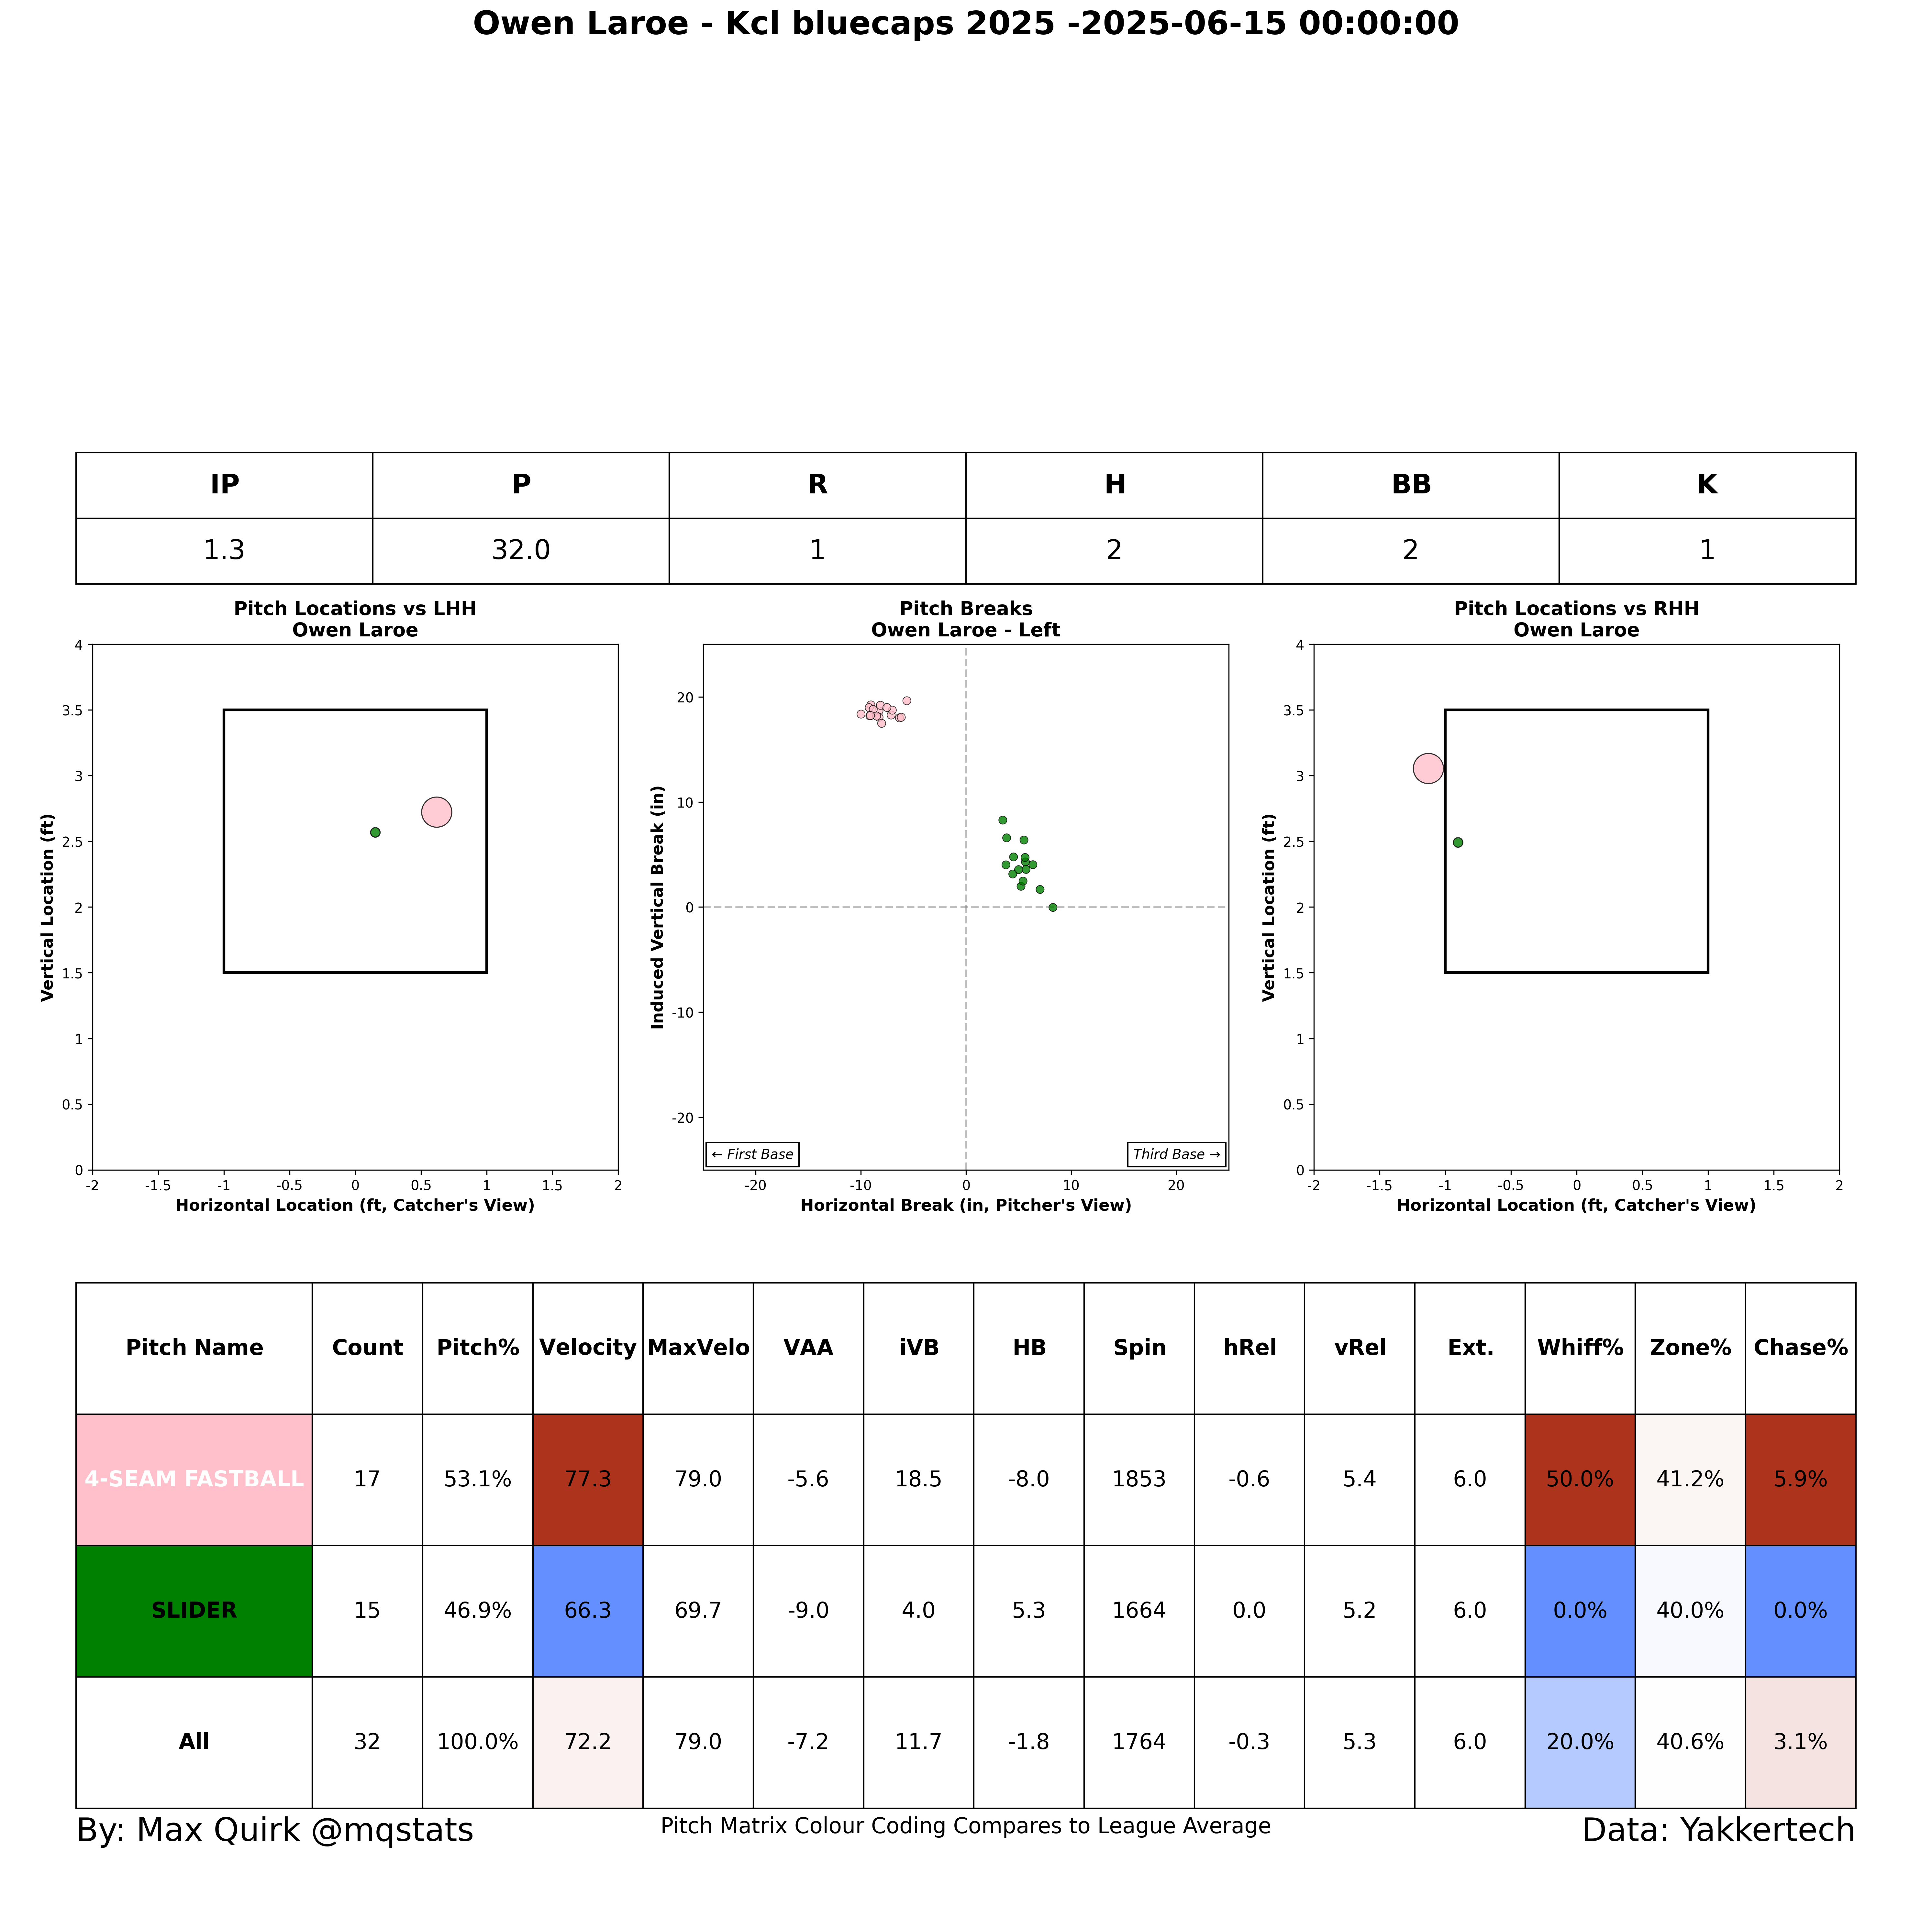 Owen Laroe - Kcl bluecaps 2025 -2025-06-15 00:00:00
IP P R H BB K
1.3 32.0 1 2 2 1
Pitch Locations vs LHH
Owen Laroe
4
3.5
3
2.5
2
1.5
1
0.5
0
-2 -1.5 -1 -0.5 0 0.5 1 1.5 2
Vertical Location (ft)
Horizontal Location (ft, Catcher's View)
Pitch Breaks
Owen Laroe - Left
20
10
0
-10
-20
← First Base
Third Base →
-20 -10 0 10 20
Induced Vertical Break (in)
Horizontal Break (in, Pitcher's View)
Pitch Locations vs RHH
Owen Laroe
4
3.5
3
2.5
2
1.5
1
0.5
0
-2 -1.5 -1 -0.5 0 0.5 1 1.5 2
Vertical Location (ft)
Horizontal Location (ft, Catcher's View)
Pitch Name Count Pitch% Velocity MaxVelo VAA iVB HB Spin hRel vRel Ext. Whiff% Zone% Chase%
4-SEAM FASTBALL 17 53.1% 77.3 79.0 -5.6 18.5 -8.0 1853 -0.6 5.4 6.0 50.0% 41.2% 5.9%
SLIDER 15 46.9% 66.3 69.7 -9.0 4.0 5.3 1664 0.0 5.2 6.0 0.0% 40.0% 0.0%
All 32 100.0% 72.2 79.0 -7.2 11.7 -1.8 1764 -0.3 5.3 6.0 20.0% 40.6% 3.1%
By: Max Quirk @mqstats
Pitch Matrix Colour Coding Compares to League Average
Data: Yakkertech